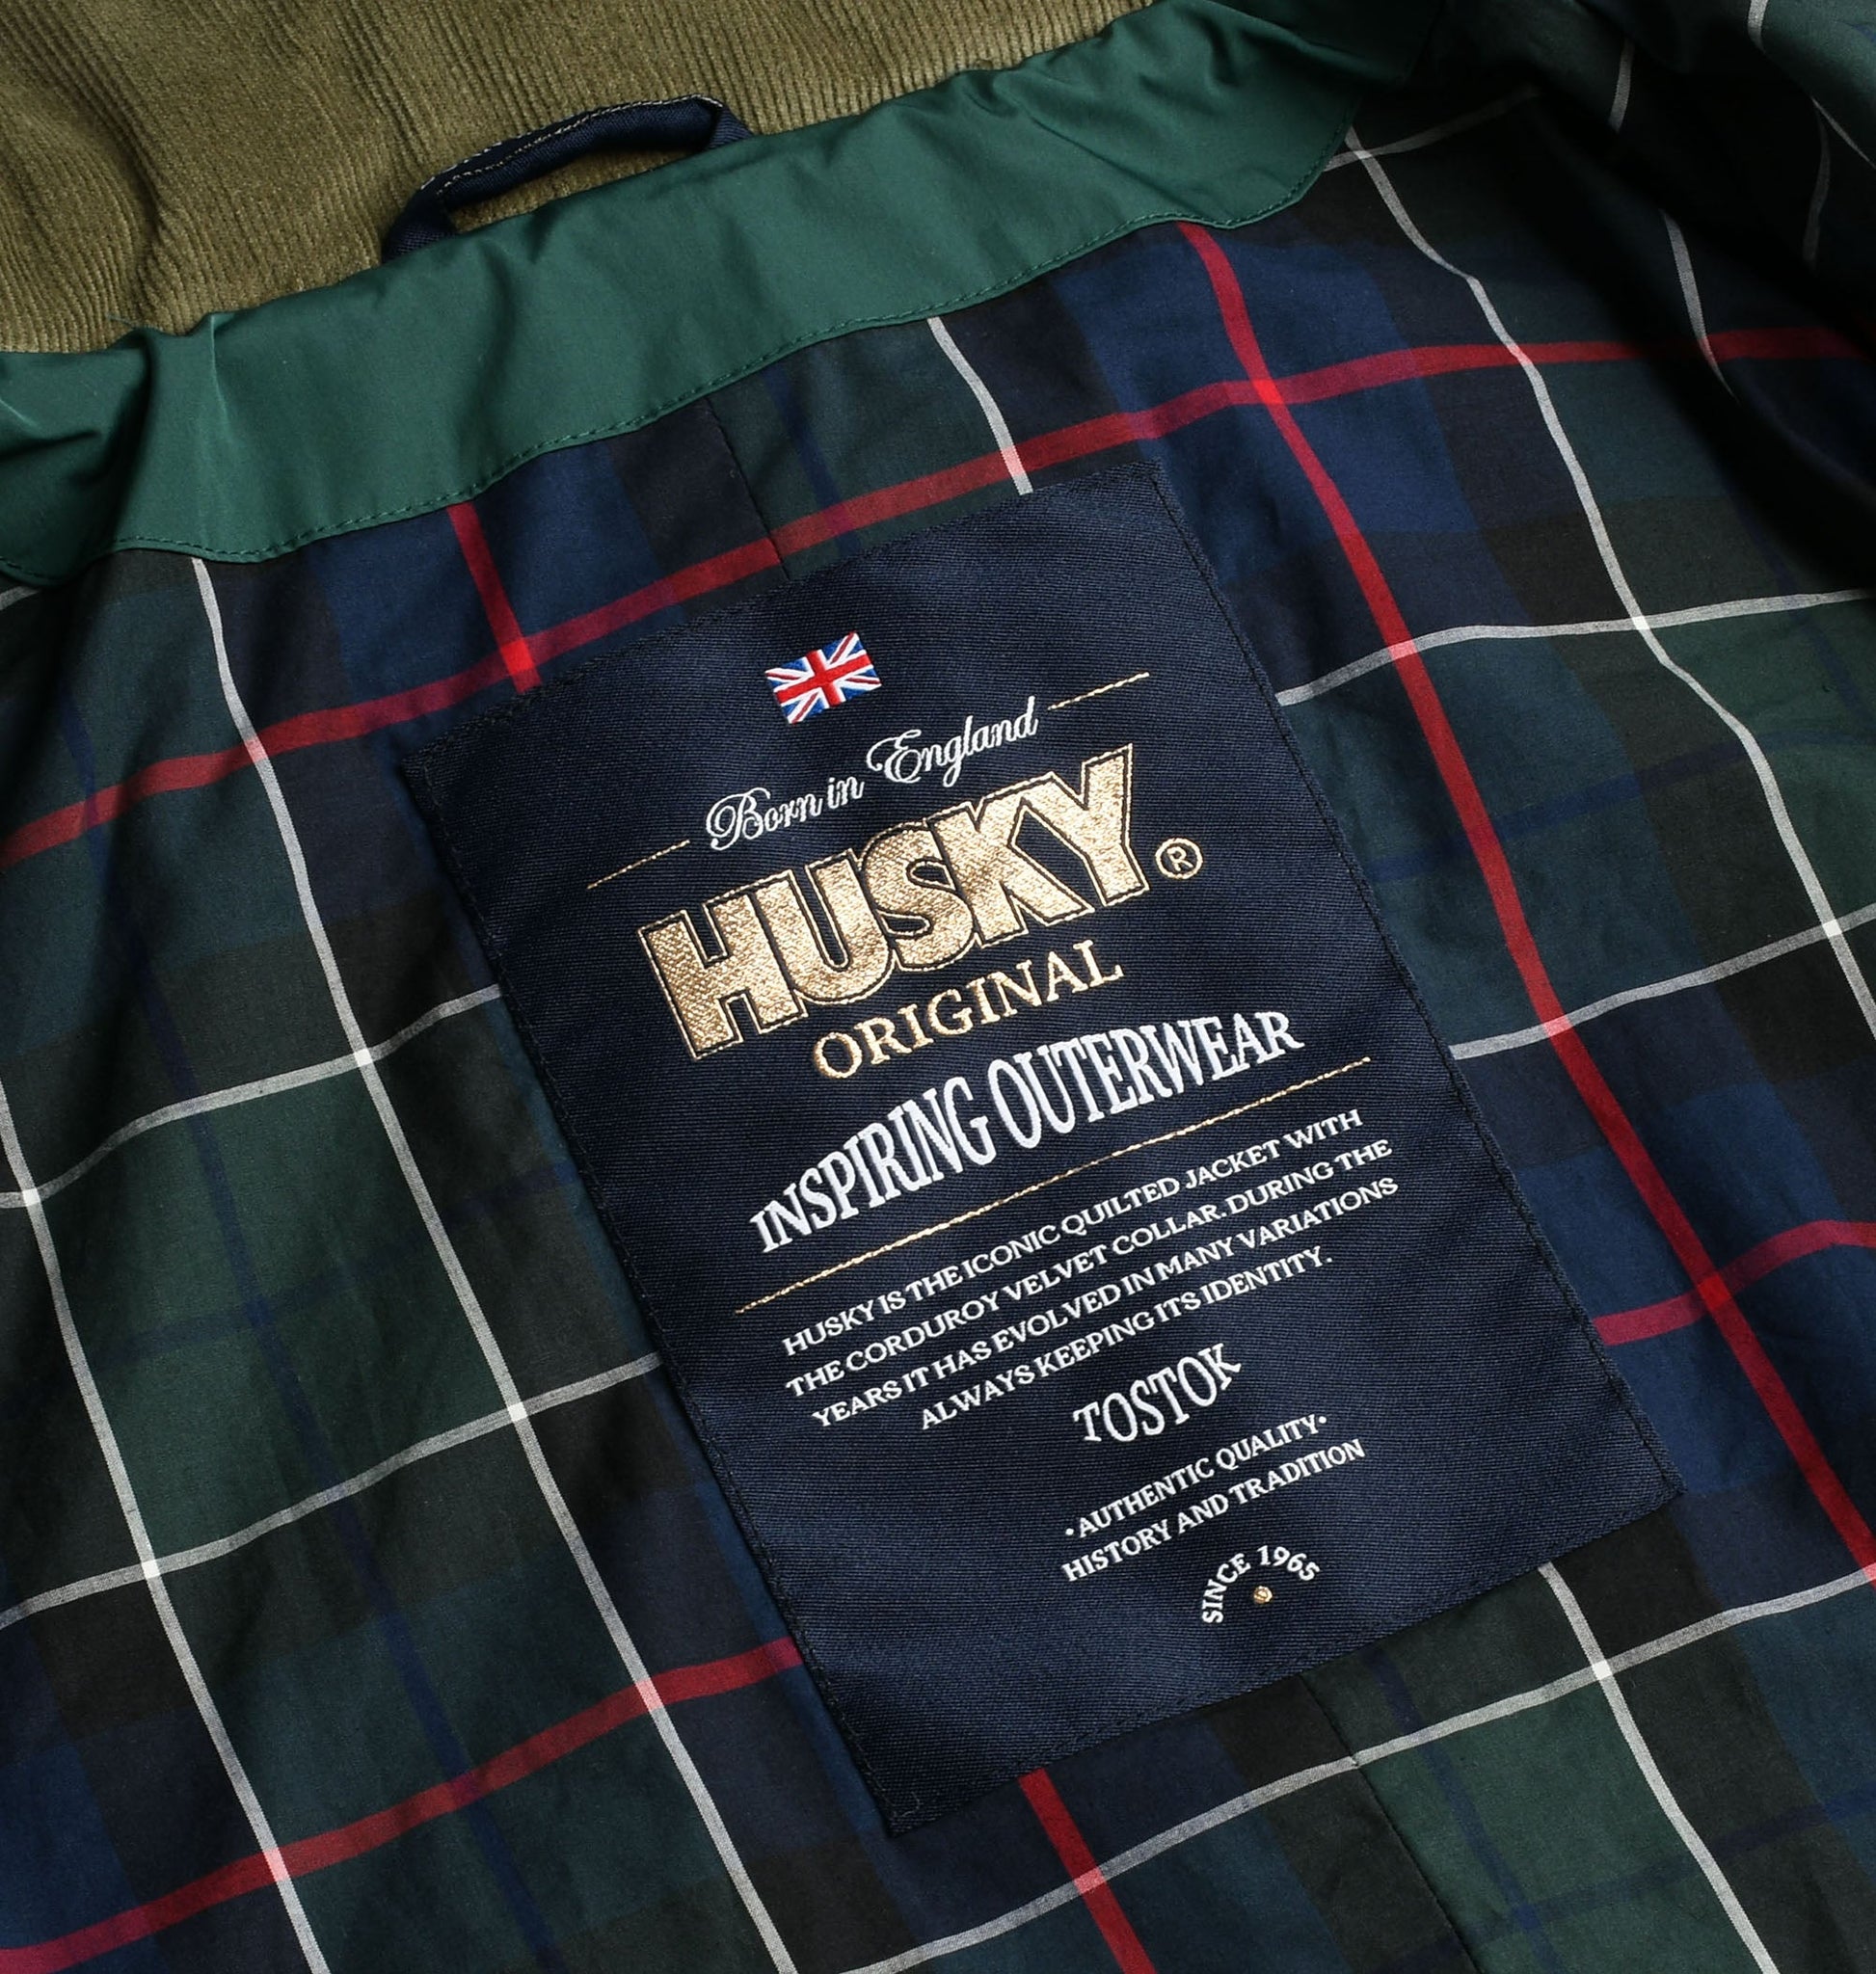 Born in England
HUSKY®
ORIGINAL
INSPIRING OUTERWEAR
HUSKY IS THE ICONIC QUILTED JACKET WITH
THE CORDUROY VELVET COLLAR. DURING THE
YEARS IT HAS EVOLVED IN MANY VARIATIONS
ALWAYS KEEPING ITS IDENTITY.
TOSTOK
•AUTHENTIC QUALITY•
HISTORY AND TRADITION
SINCE 1965